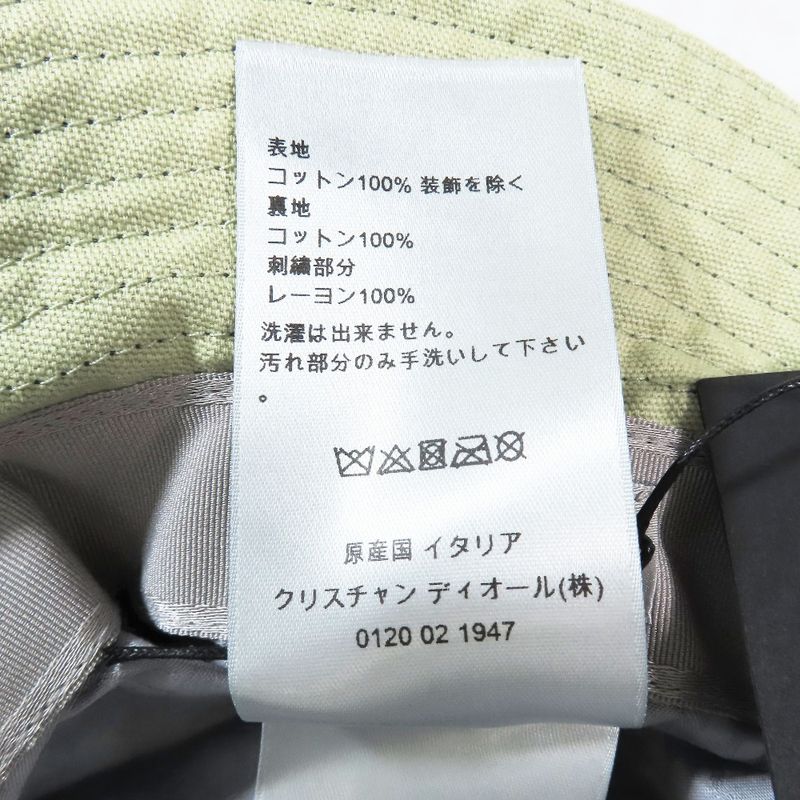 表地
コットン100% 装飾を除く
裏地
コットン100%
刺繍部分
レーヨン100%
洗濯は出来ません。
汚れ部分のみ手洗いして下さい
。
原産国 イタリア
クリスチャン ディオール(株)
0120 02 1947